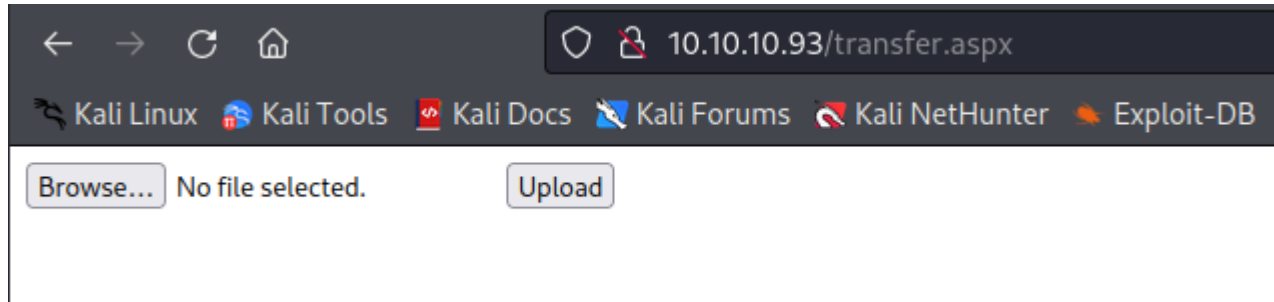 10.10.10.93/transfer.aspx
Kali Linux Kali Tools Kali Docs Kali Forums Kali NetHunter Exploit-DB
Browse... No file selected. Upload